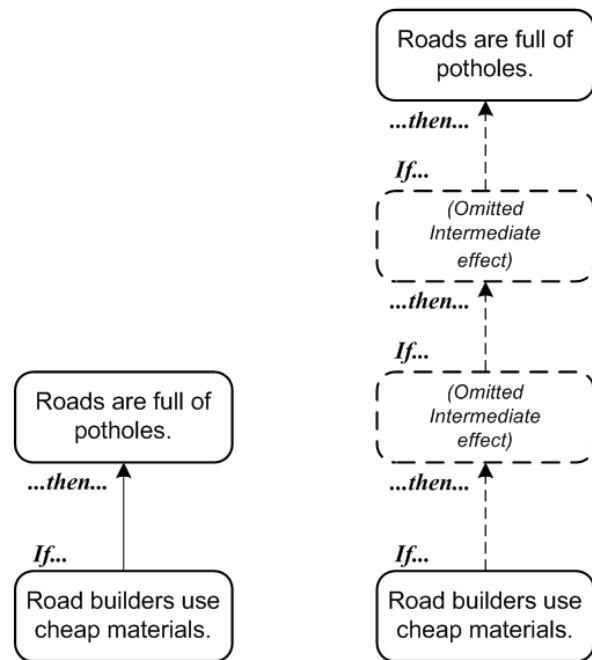 Roads are full of
potholes.
...then...
If...
Road builders use
cheap materials.
Roads are full of
potholes.
...then...
If...
(Omitted
Intermediate
effect)
...then...
If...
(Omitted
Intermediate
effect)
...then...
If...
Road builders use
cheap materials.